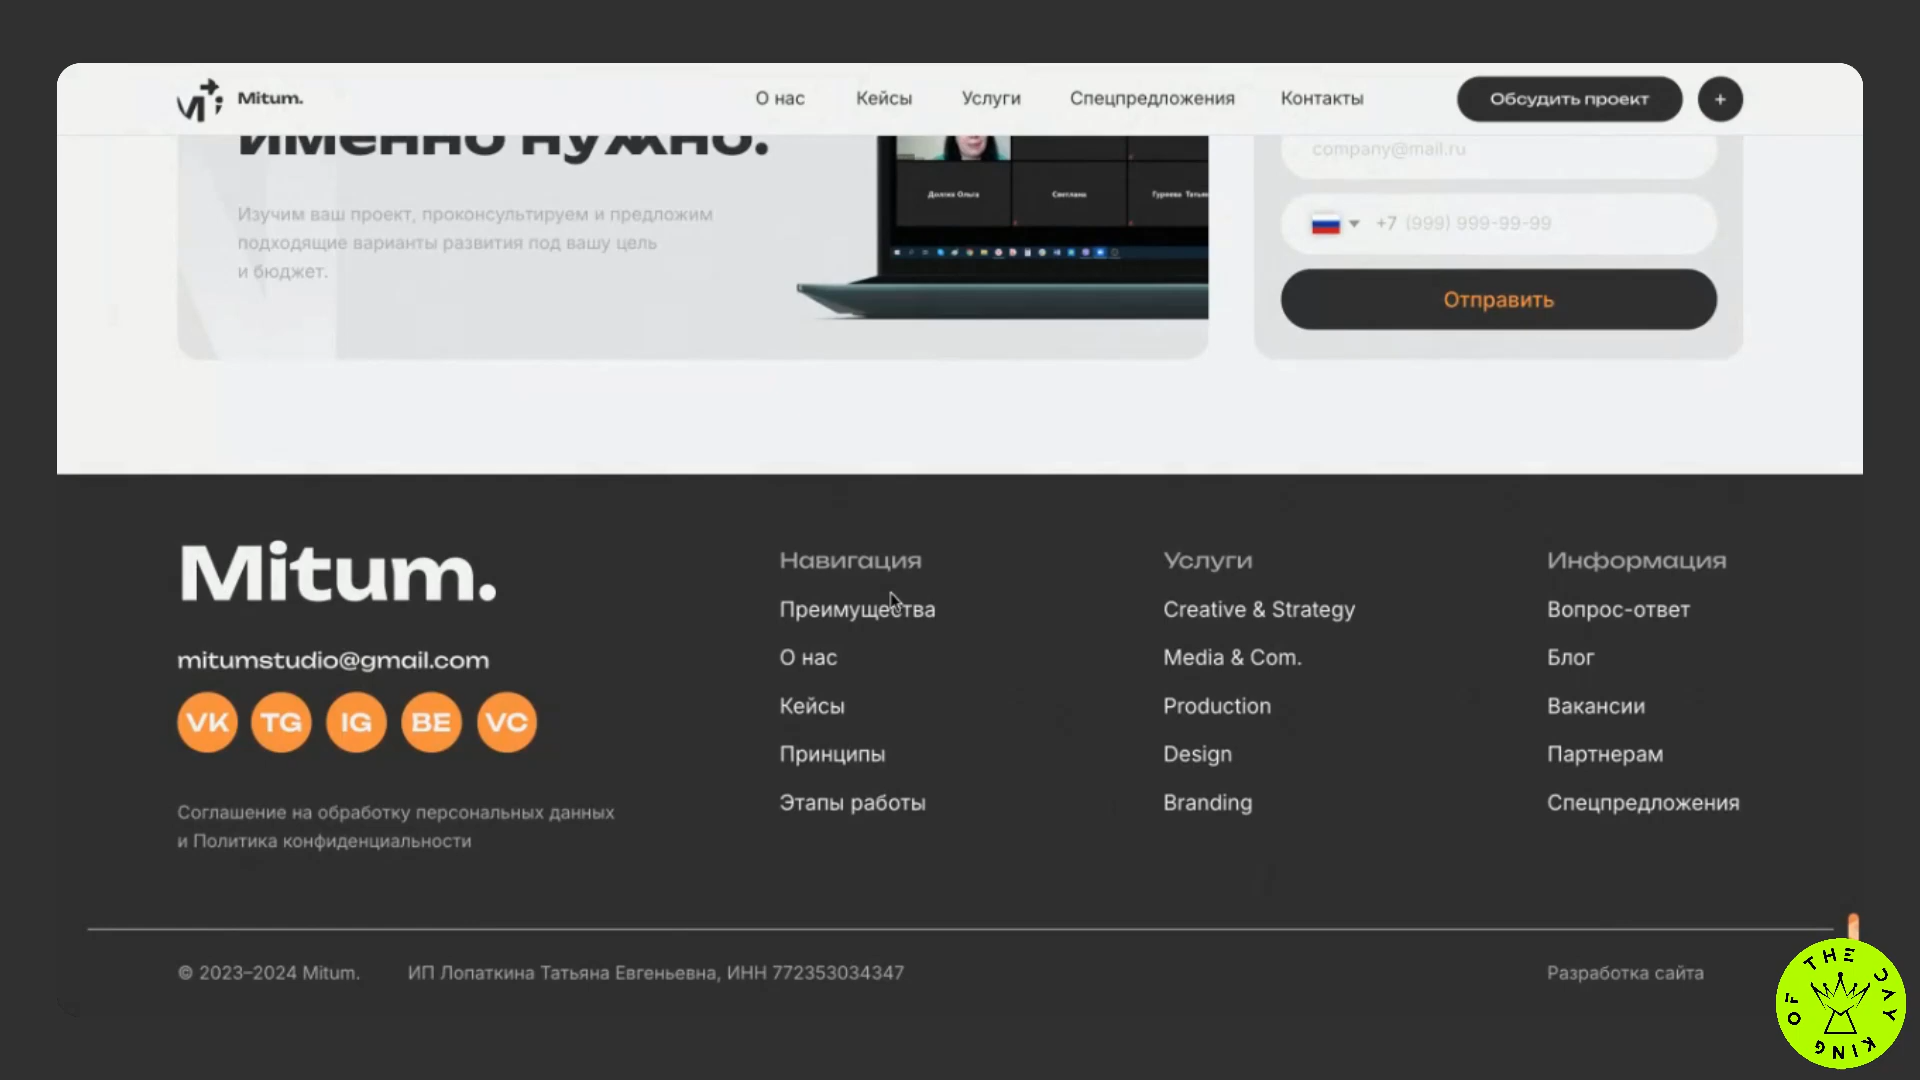 Mitum.
О нас
Кейсы
Услуги
Спецпредложения
Контакты
Обсудить проект
+
именно нужно.
Изучим ваш проект, проконсультируем и предложим
подходящие варианты развития под вашу цель
и бюджет.
Долгих Ольга
Светлана
company@mail.ru
+7 (999) 999-99-99
Отправить
Mitum.
mitumstudio@gmail.com
VK
TG
IG
BE
VC
Соглашение на обработку персональных данных
и Политика конфиденциальности
Навигация
Преимущества
О нас
Кейсы
Принципы
Этапы работы
Услуги
Creative & Strategy
Media & Com.
Production
Design
Branding
Информация
Вопрос-ответ
Блог
Вакансии
Партнерам
Спецпредложения
© 2023–2024 Mitum.
ИП Лопаткина Татьяна Евгеньевна, ИНН 772353034347
Разработка сайта
KING OF THE DAY